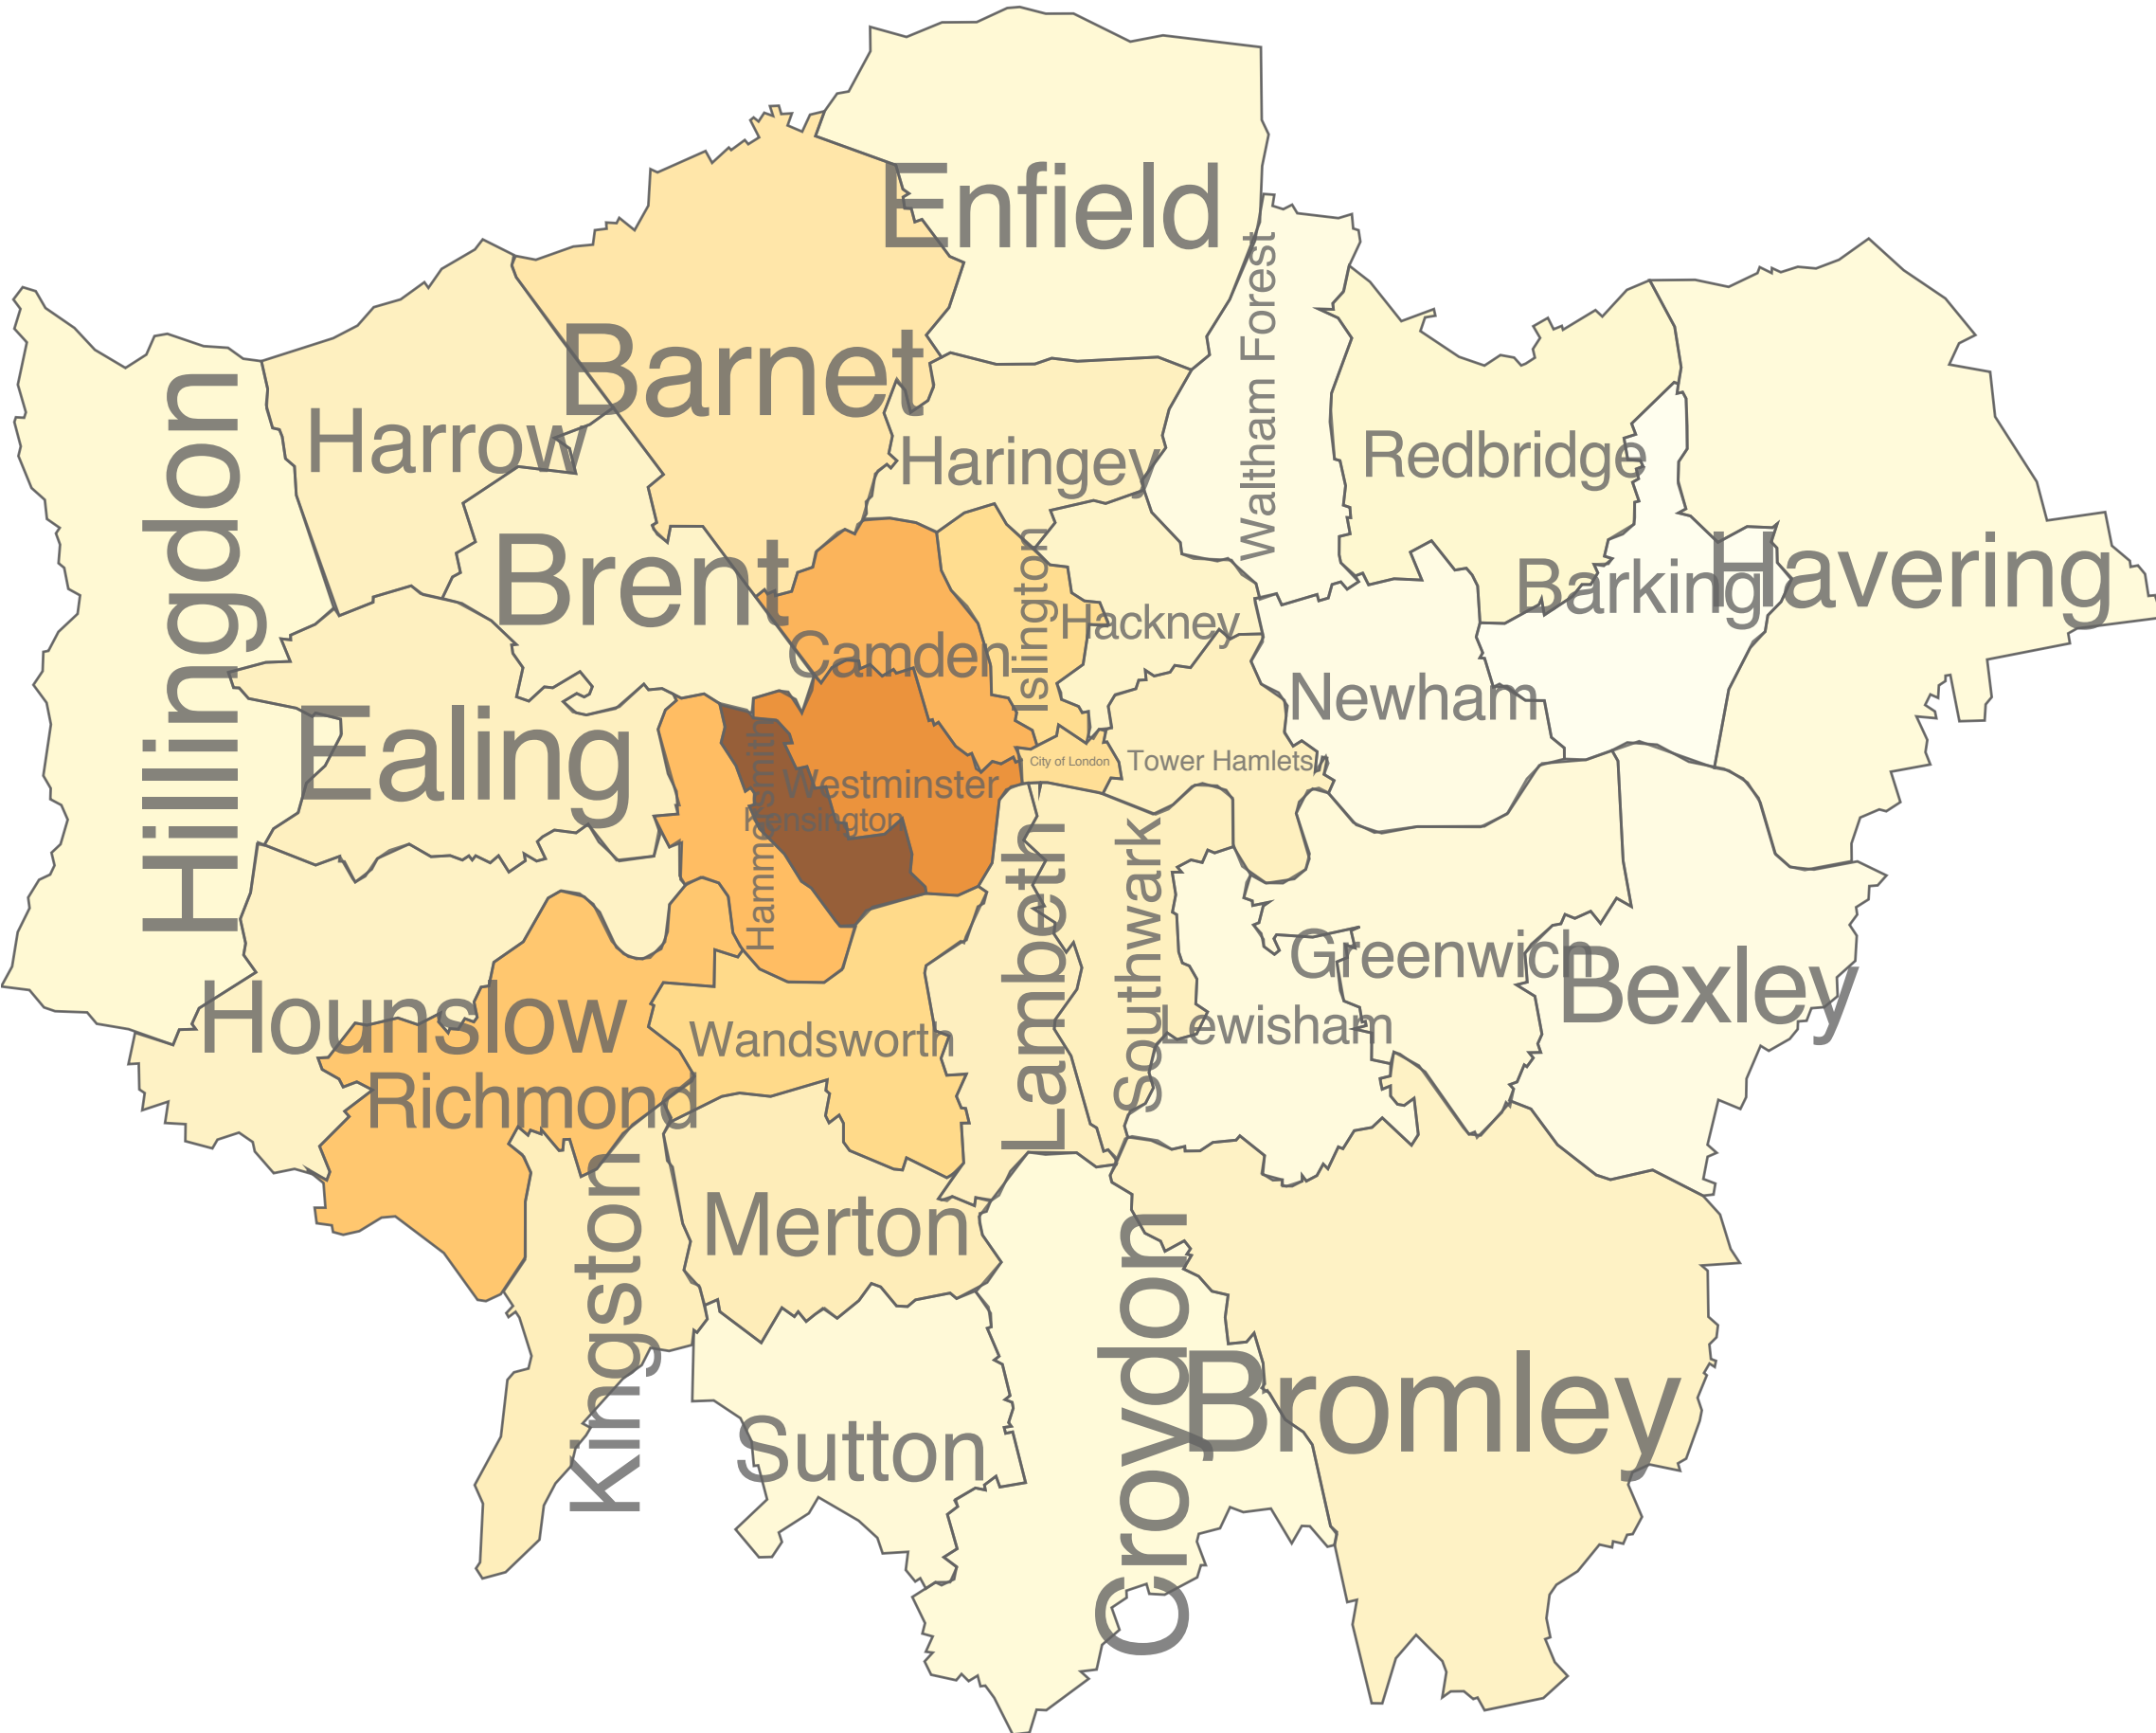 Enfield
Waltham Forest
Barnet
Hillingdon
Harrow
Haringey
Redbridge
Brent
Islington
Barking
Havering
Hackney
Camden
Newham
Ealing
Hammersmith
Westminster
City of London
Tower Hamlets
Kensington
Lambeth
Southwark
Greenwich
Bexley
Hounslow
Wandsworth
Lewisham
Richmond
Kingston
Merton
Croydon
Bromley
Sutton